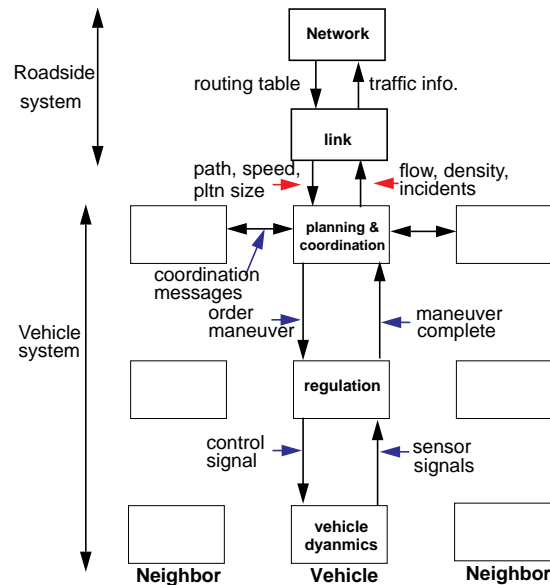 Network
Roadside
system
routing table
traffic info.
link
path, speed,
pltn size
flow, density,
incidents
planning &
coordination
coordination
messages
order
maneuver
maneuver
complete
Vehicle
system
regulation
control
signal
sensor
signals
vehicle
dyanmics
Neighbor
Vehicle
Neighbor